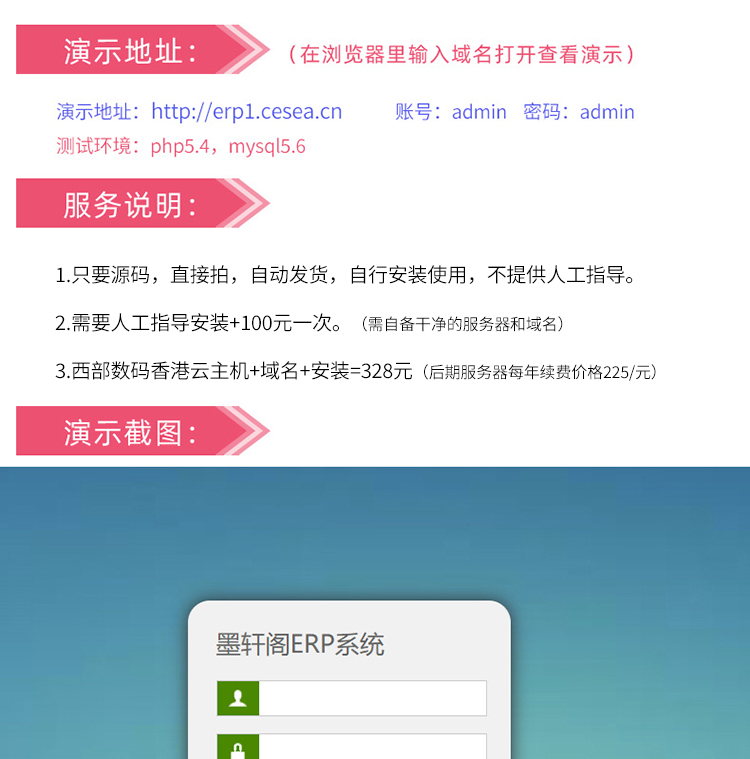 演示地址：
（在浏览器里输入域名打开查看演示）
演示地址：http://erp1.cesea.cn 账号：admin 密码：admin
测试环境：php5.4，mysql5.6
服务说明：
1.只要源码，直接拍，自动发货，自行安装使用，不提供人工指导。
2.需要人工指导安装+100元一次。（需自备干净的服务器和域名）
3.西部数码香港云主机+域名+安装=328元（后期服务器每年续费价格225/元）
演示截图：
墨轩阁ERP系统